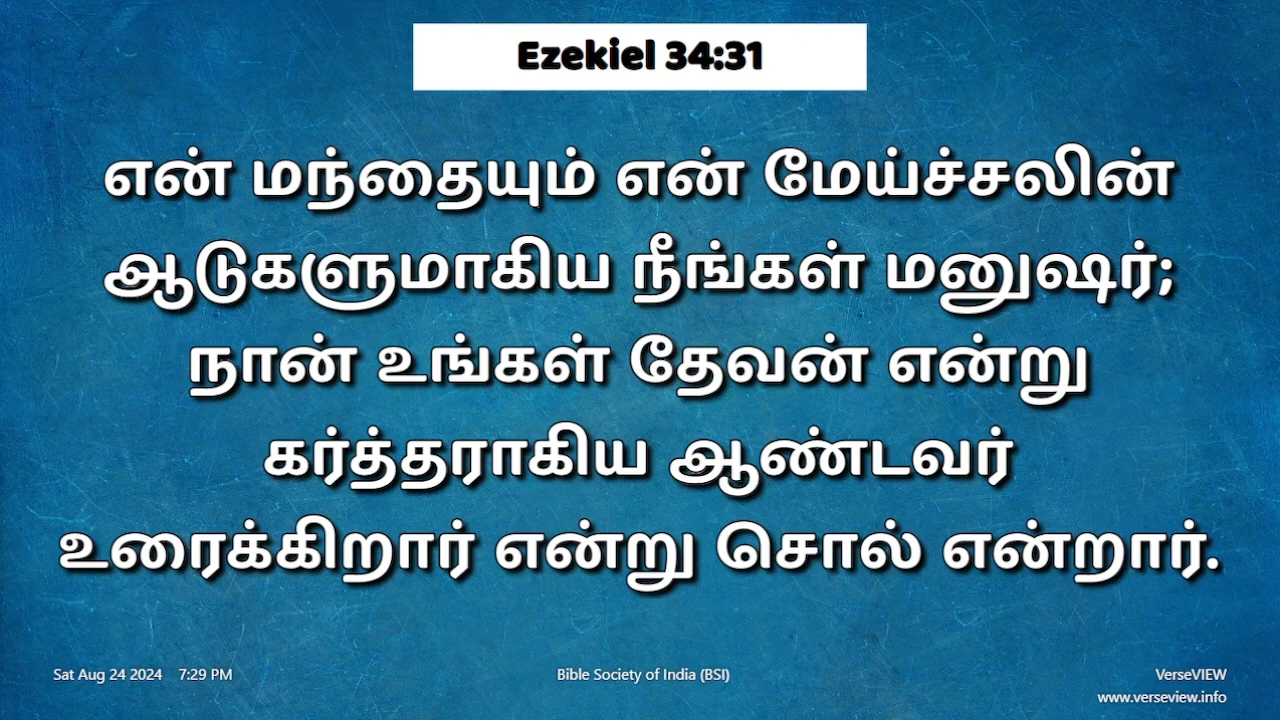 Ezekiel 34:31
என் மந்தையும் என் மேய்ச்சலின்
ஆடுகளுமாகிய நீங்கள் மனுஷர்;
நான் உங்கள் தேவன் என்று
கர்த்தராகிய ஆண்டவர்
உரைக்கிறார் என்று சொல் என்றார்.
Sat Aug 24 2024 7:29 PM
Bible Society of India (BSI)
VerseVIEW
www.verseview.info